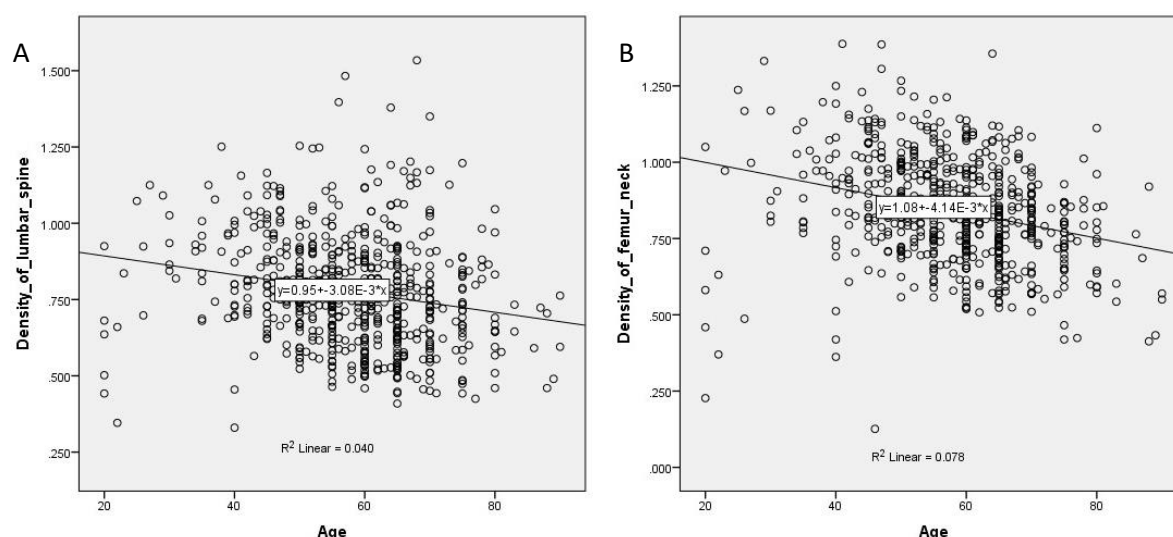 A
Density_of_lumbar_spine
1.500
1.250
1.000
.750
.500
.250
y=0.95+-3.08E-3*x
R² Linear = 0.040
20
40
60
80
Age
B
Density_of_femur_neck
1.250
1.000
.750
.500
.250
.000
y=1.08+-4.14E-3*x
R² Linear = 0.078
20
40
60
80
Age